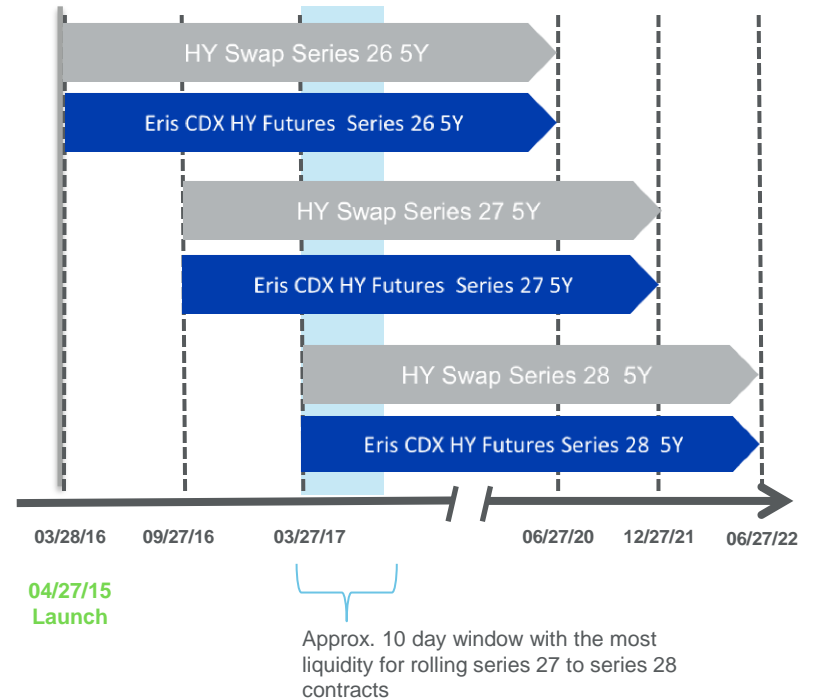 HY Swap Series 26 5Y
Eris CDX HY Futures Series 26 5Y
HY Swap Series 27 5Y
Eris CDX HY Futures Series 27 5Y
HY Swap Series 28 5Y
Eris CDX HY Futures Series 28 5Y
03/28/16 09/27/16 03/27/17 06/27/20 12/27/21 06/27/22
04/27/15
Launch
Approx. 10 day window with the most
liquidity for rolling series 27 to series 28
contracts